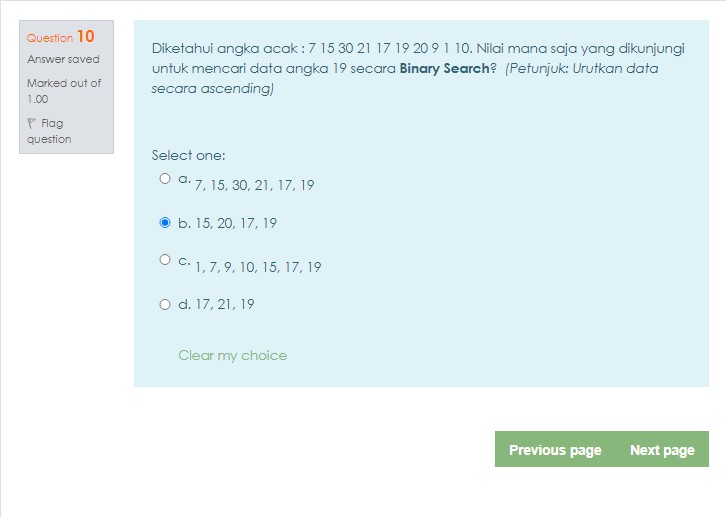 Question 10
Answer saved
Marked out of
1.00
Flag
question
Diketahui angka acak : 7 15 30 21 17 19 20 9 1 10. Nilai mana saja yang dikunjungi
untuk mencari data angka 19 secara Binary Search? (Petunjuk: Urutkan data
secara ascending)
Select one:
a. 7, 15, 30, 21, 17, 19
b. 15, 20, 17, 19
c. 1, 7, 9, 10, 15, 17, 19
d. 17, 21, 19
Clear my choice
Previous page Next page